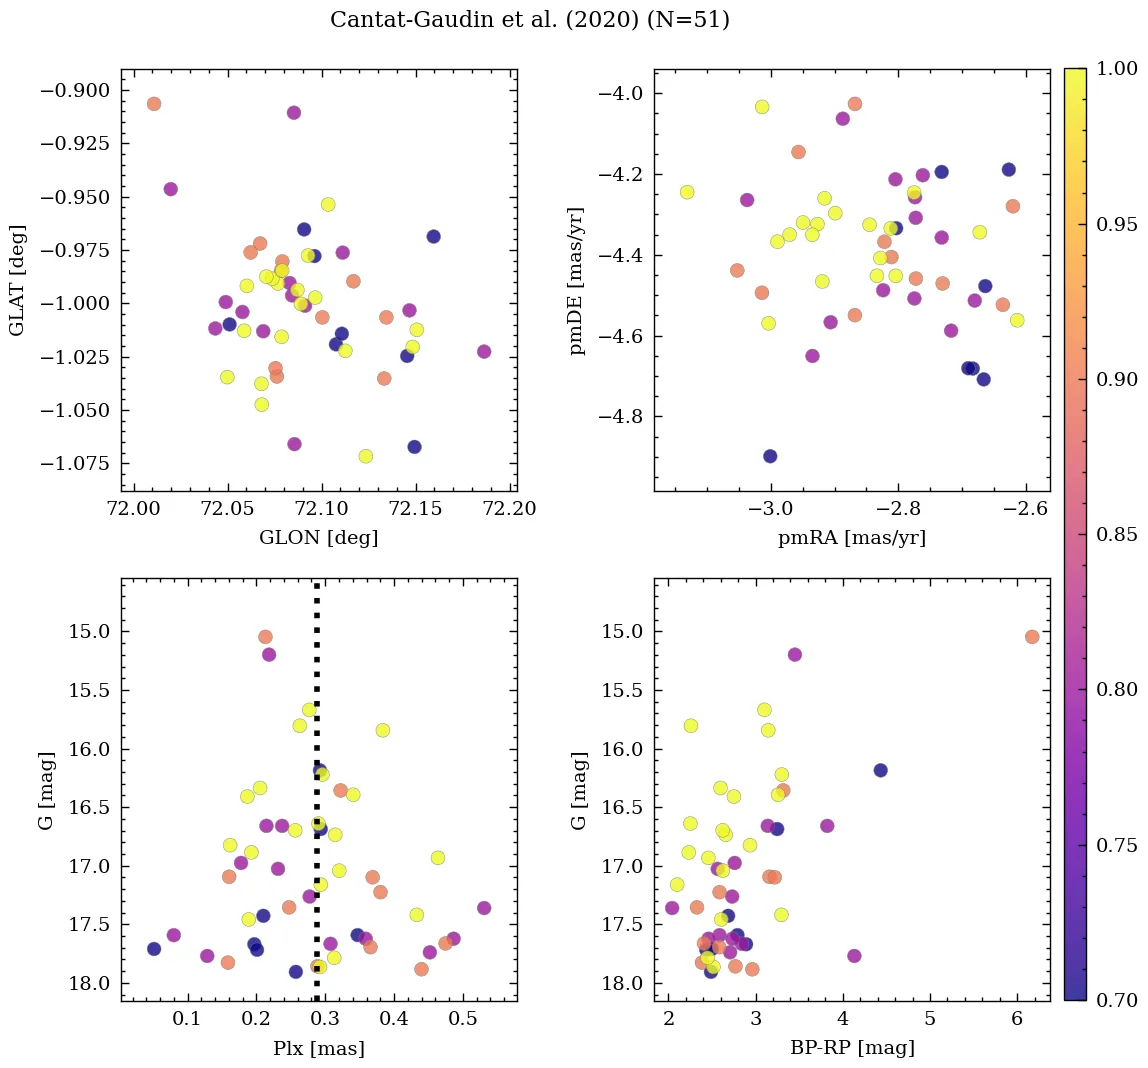 Cantat-Gaudin et al. (2020) (N=51)
−0.900
−0.925
−0.950
−0.975
−1.000
−1.025
−1.050
−1.075
GLAT [deg]
72.00 72.05 72.10 72.15 72.20
GLON [deg]
−4.0
−4.2
−4.4
−4.6
−4.8
pmDE [mas/yr]
−3.0 −2.8 −2.6
pmRA [mas/yr]
15.0
15.5
16.0
16.5
17.0
17.5
18.0
G [mag]
0.1 0.2 0.3 0.4 0.5
Plx [mas]
15.0
15.5
16.0
16.5
17.0
17.5
18.0
G [mag]
2 3 4 5 6
BP-RP [mag]
1.00
0.95
0.90
0.85
0.80
0.75
0.70